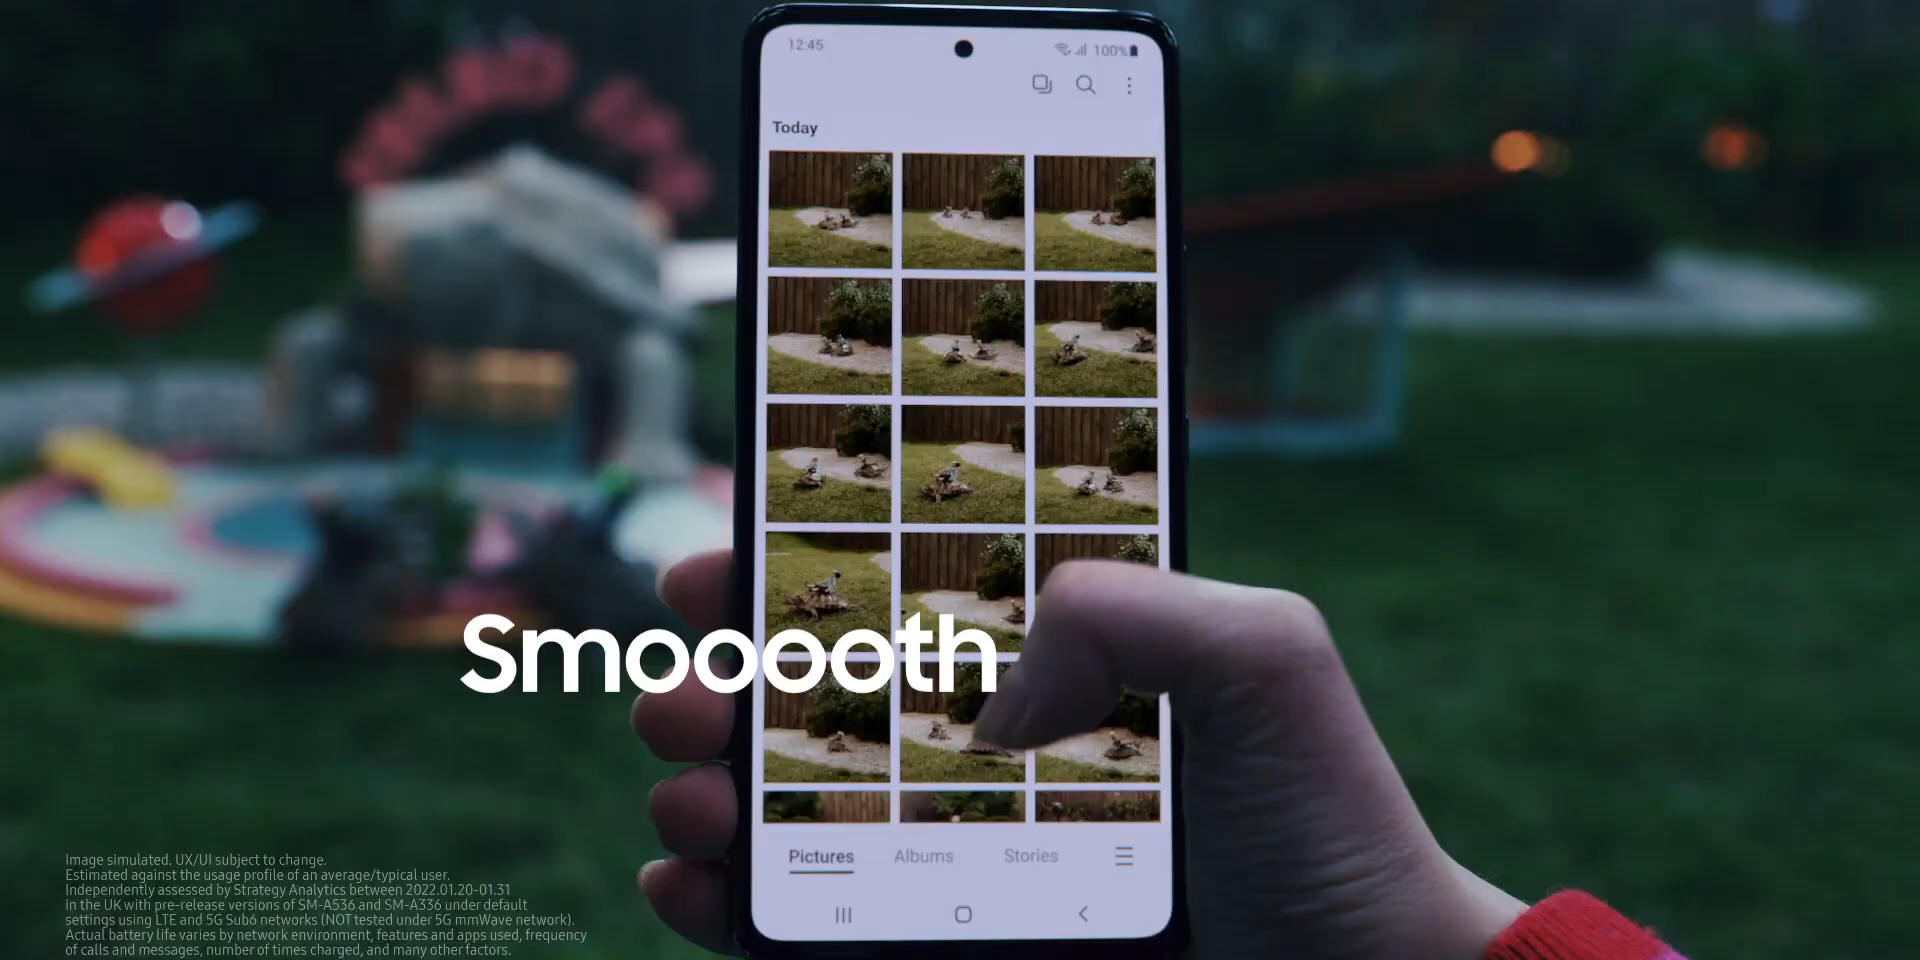 12:45
100%
Today
Smooooth
Pictures
Albums
Stories
Image simulated. UX/UI subject to change.
Estimated against the usage profile of an average/typical user.
Independently assessed by Strategy Analytics between 2022.01.20-01.31
in the UK with pre-release versions of SM-A536 and SM-A336 under default
settings using LTE and 5G Sub6 networks (NOT tested under 5G mmWave network).
Actual battery life varies by network environment, features and apps used, frequency
of calls and messages, number of times charged, and many other factors.